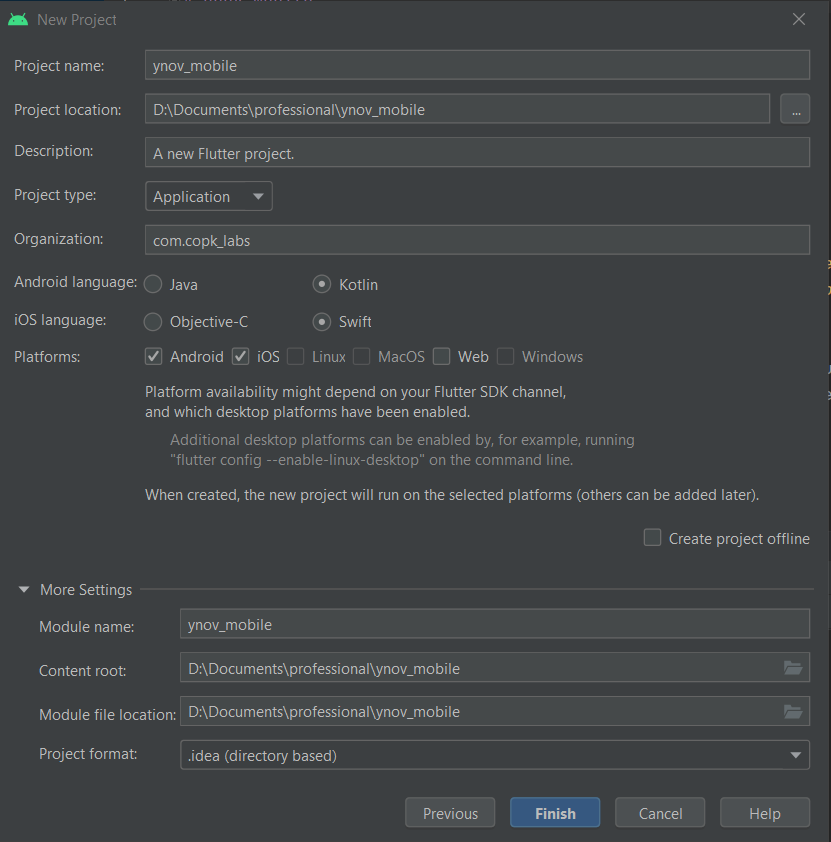 New Project
Project name: ynov_mobile
Project location: D:\Documents\professional\ynov_mobile ...
Description: A new Flutter project.
Project type: Application
Organization: com.copk_labs
Android language: Java Kotlin
iOS language: Objective-C Swift
Platforms: Android iOS Linux MacOS Web Windows
Platform availability might depend on your Flutter SDK channel,
and which desktop platforms have been enabled.
Additional desktop platforms can be enabled by, for example, running
"flutter config --enable-linux-desktop" on the command line.
When created, the new project will run on the selected platforms (others can be added later).
Create project offline
More Settings
Module name: ynov_mobile
Content root: D:\Documents\professional\ynov_mobile
Module file location: D:\Documents\professional\ynov_mobile
Project format: .idea (directory based)
Previous Finish Cancel Help